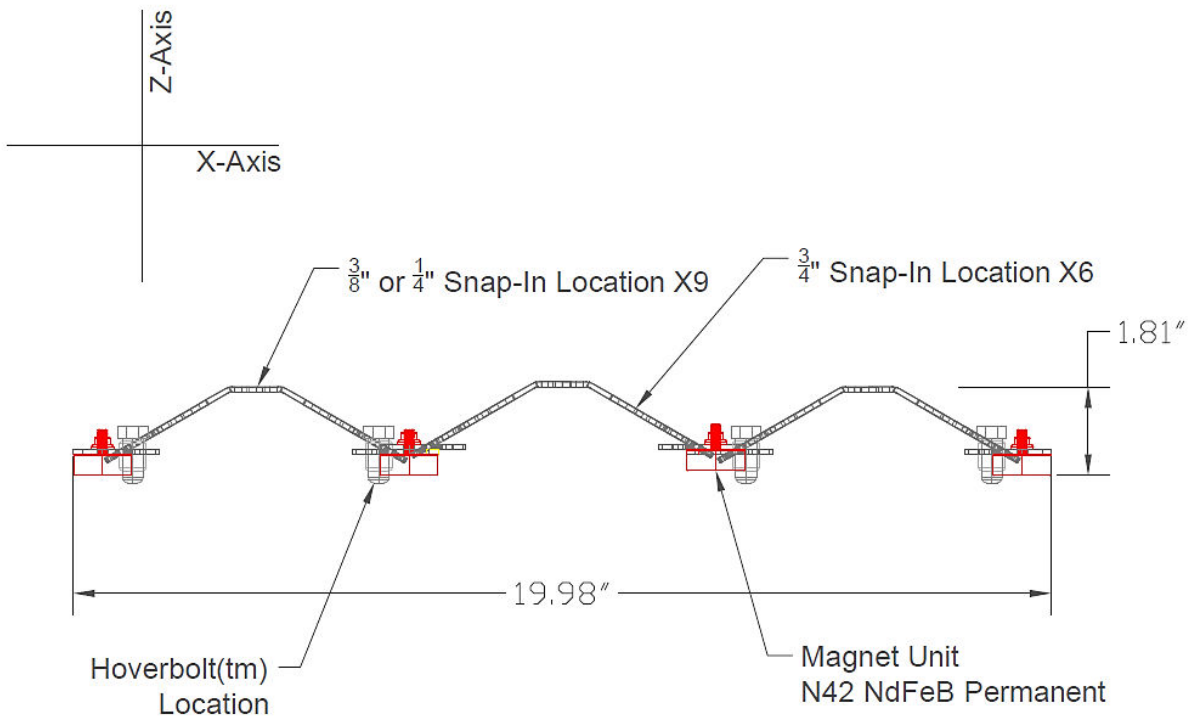 Z-Axis
X-Axis
3/8" or 1/4" Snap-In Location X9
3/4" Snap-In Location X6
1.81"
19.98"
Hoverbolt(tm)
Location
Magnet Unit
N42 NdFeB Permanent